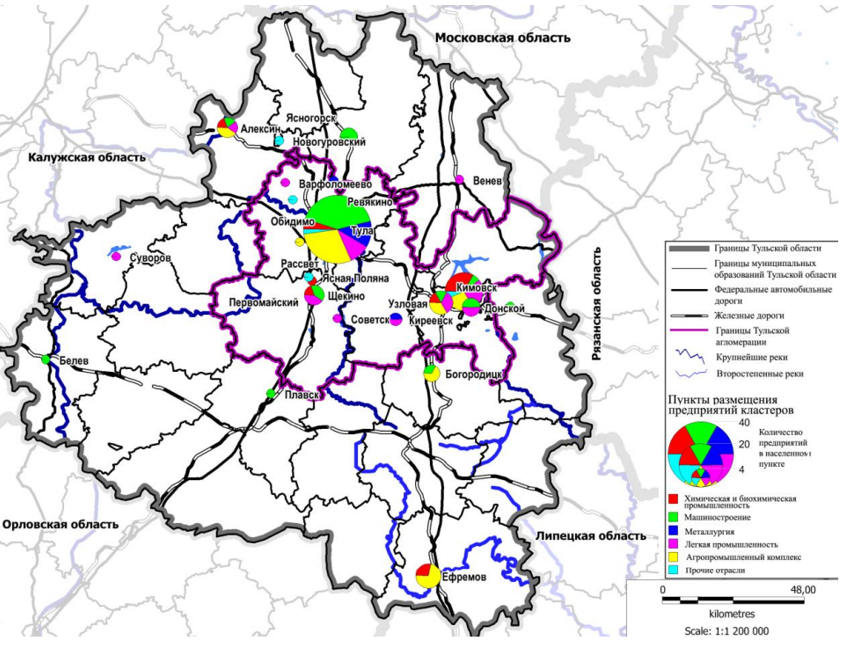 Московская область
Ясногорск
Алексин
Новогуровский
Калужская область
Варфоломеево
Венев
Ревякино
Обидимо
Тула
Суворов
Рассвет
Ясная Поляна
Кимовск
Первомайский
Щекино
Узловая
Донской
Советск
Киреевск
Рязанская область
Белев
Богородицк
Плавск
Орловская область
Липецкая область
Ефремов
Границы Тульской области
Границы муниципальных
образований Тульской области
Федеральные автомобильные
дороги
Железные дороги
Границы Тульской
агломерации
Крупнейшие реки
Второстепенные реки
Пункты размещения
предприятий кластеров
40
20
4
Количество
предприятий
в населенном
пункте
Химическая и биохимическая
промышленность
Машиностроение
Металлургия
Легкая промышленность
Агропромышленный комплекс
Прочие отрасли
0 48,00
kilometres
Scale: 1:1 200 000